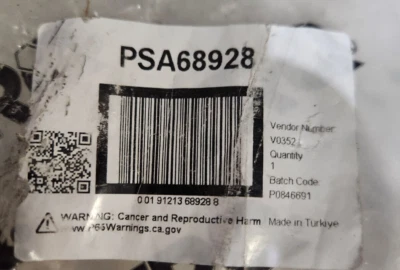 PSA68928
Vendor Number:
V0352
Quantity
1
Batch Code:
P0846691
0 01 91213 68928 8
WARNING: Cancer and Reproductive Harm
www.P65Warnings.ca.gov
Made in Türkiye